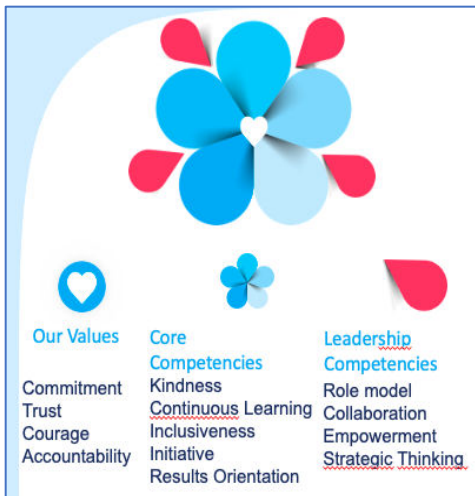 Our Values
Commitment
Trust
Courage
Accountability
Core
Competencies
Kindness
Continuous Learning
Inclusiveness
Initiative
Results Orientation
Leadership
Competencies
Role model
Collaboration
Empowerment
Strategic Thinking